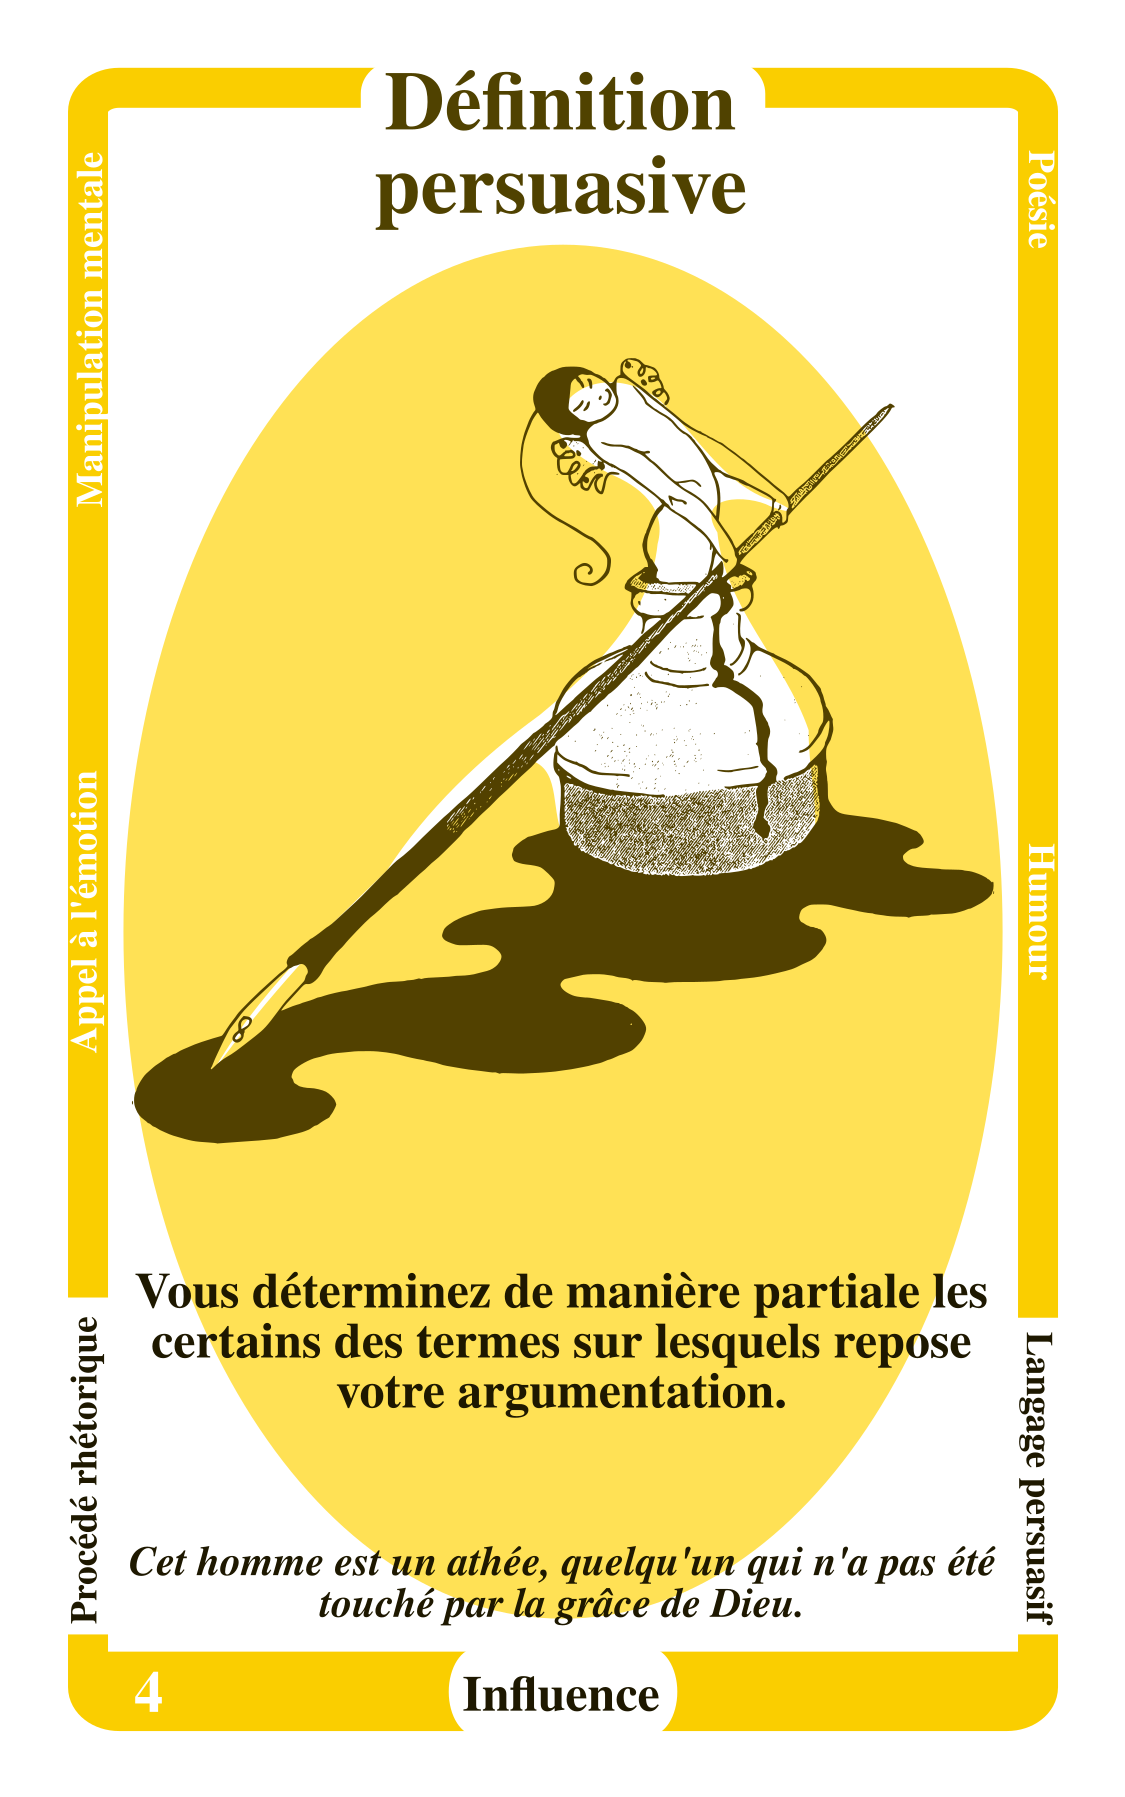 Définition
persuasive
Manipulation mentale
Appel à l'émotion
Procédé rhétorique
Poésie
Humour
Langage persuasif
Vous déterminez de manière partiale les
certains des termes sur lesquels repose
votre argumentation.
Cet homme est un athée, quelqu'un qui n'a pas été
touché par la grâce de Dieu.
4
Influence